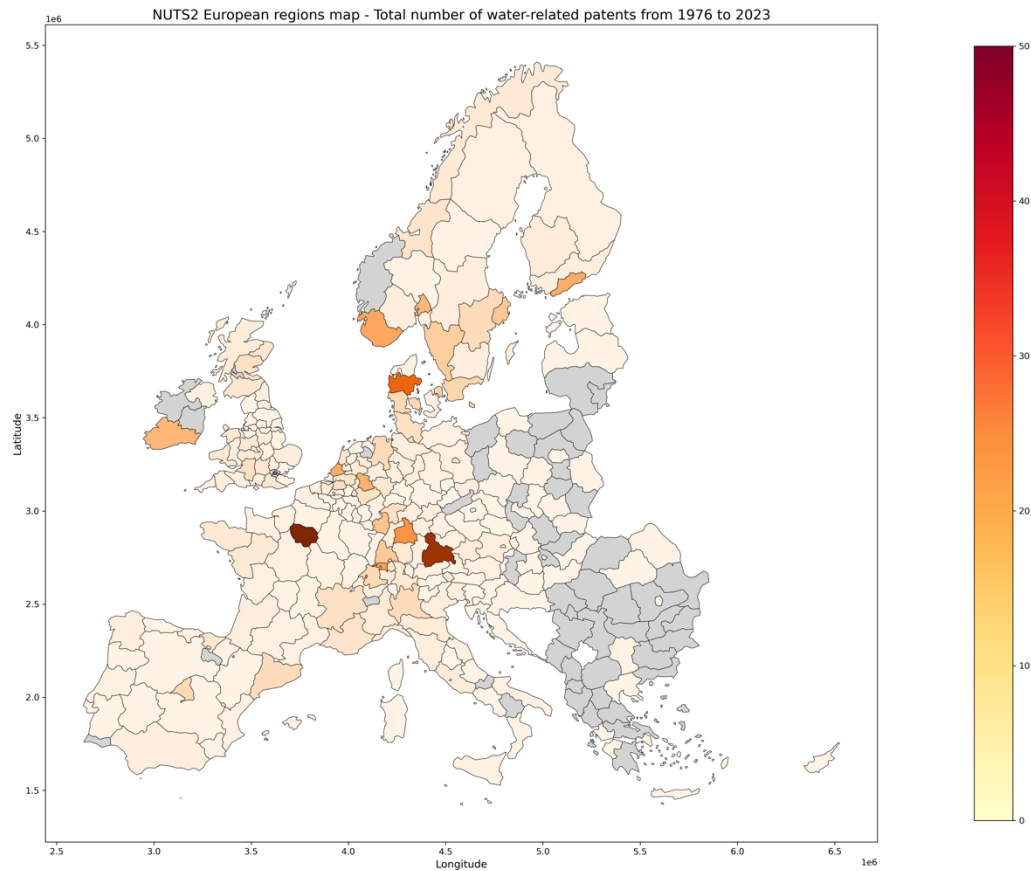 NUTS2 European regions map - Total number of water-related patents from 1976 to 2023
1e6
5.5
5.0
4.5
4.0
3.5
3.0
2.5
2.0
1.5
Latitude
2.5 3.0 3.5 4.0 4.5 5.0 5.5 6.0 6.5
1e6
Longitude
50
40
30
20
10
0